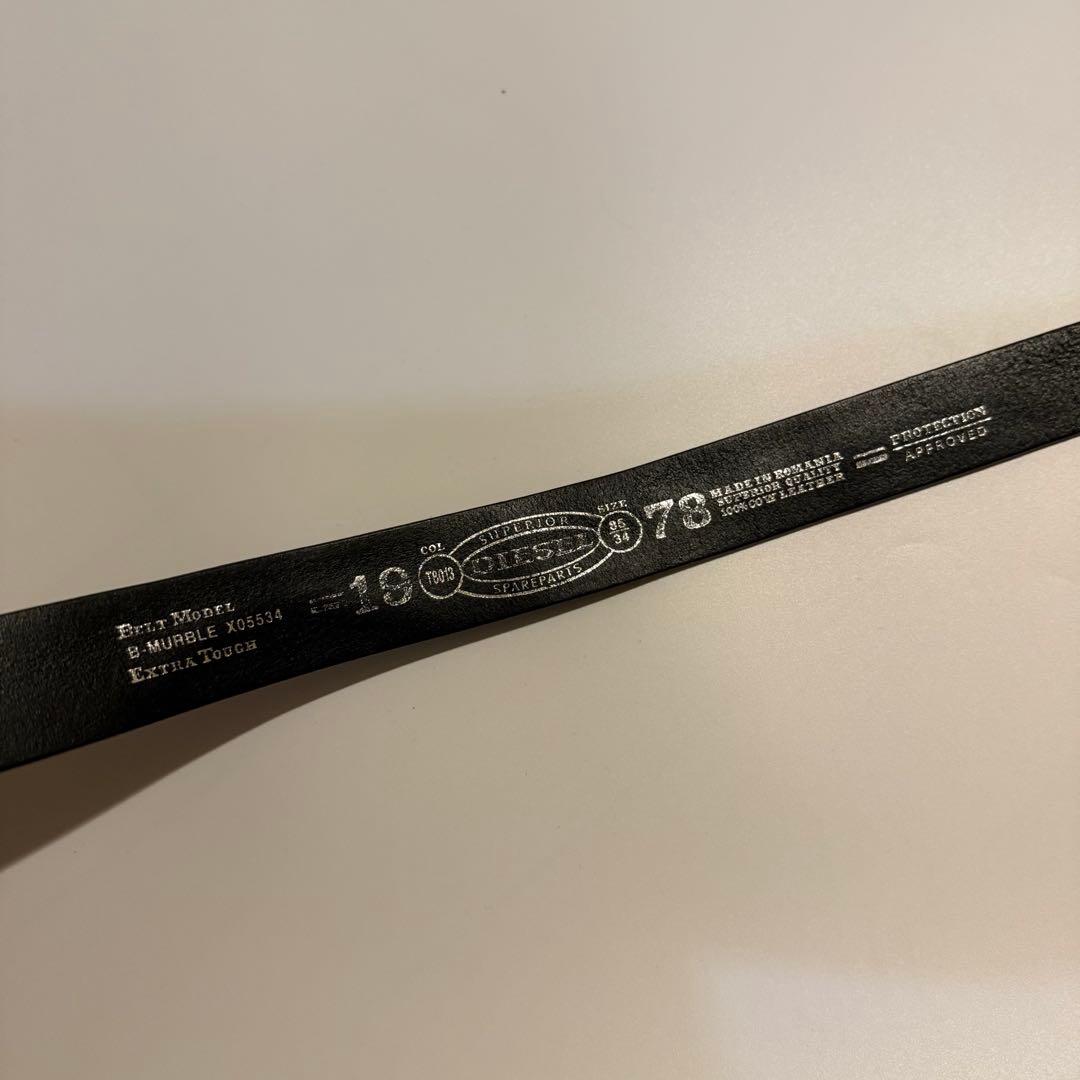 BELT MODEL
B-MURBLE X05534
EXTRA TOUGH
19
COL
T8013
SUPERIOR
DIESEL
SPAREPARTS
SIZE
85
34
78
MADE IN ROMANIA
SUPERIOR QUALITY
100% COW LEATHER
PROTECTION
APPROVED